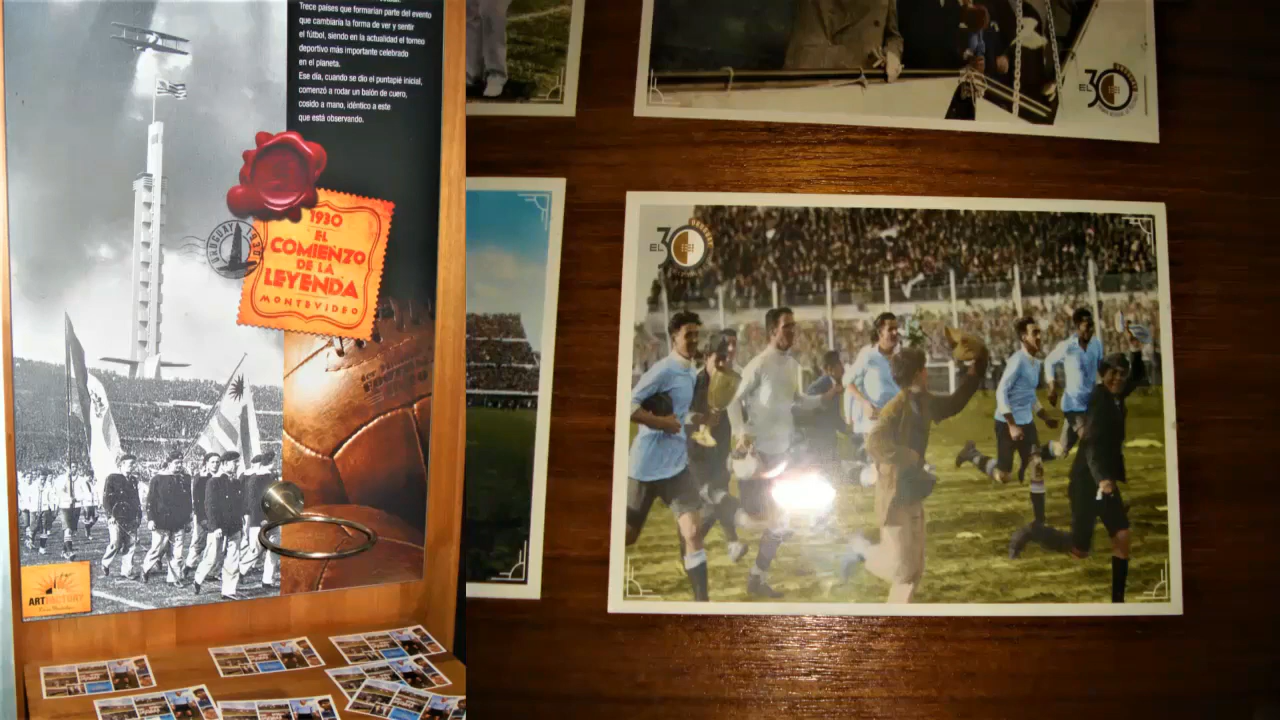 Trece países que formarían parte del evento
que cambiaría la forma de ver y sentir
el fútbol, siendo en la actualidad el torneo
deportivo más importante celebrado
en el planeta.
Ese día, cuando se dio el puntapié inicial,
comenzó a rodar un balón de cuero,
cosido a mano, idéntico a este
que está observando.
URUGUAY 1930
1930
EL
COMIENZO
DE LA
LEYENDA
MONTEVIDEO
ARTFACTORY
EL 30
EL 30